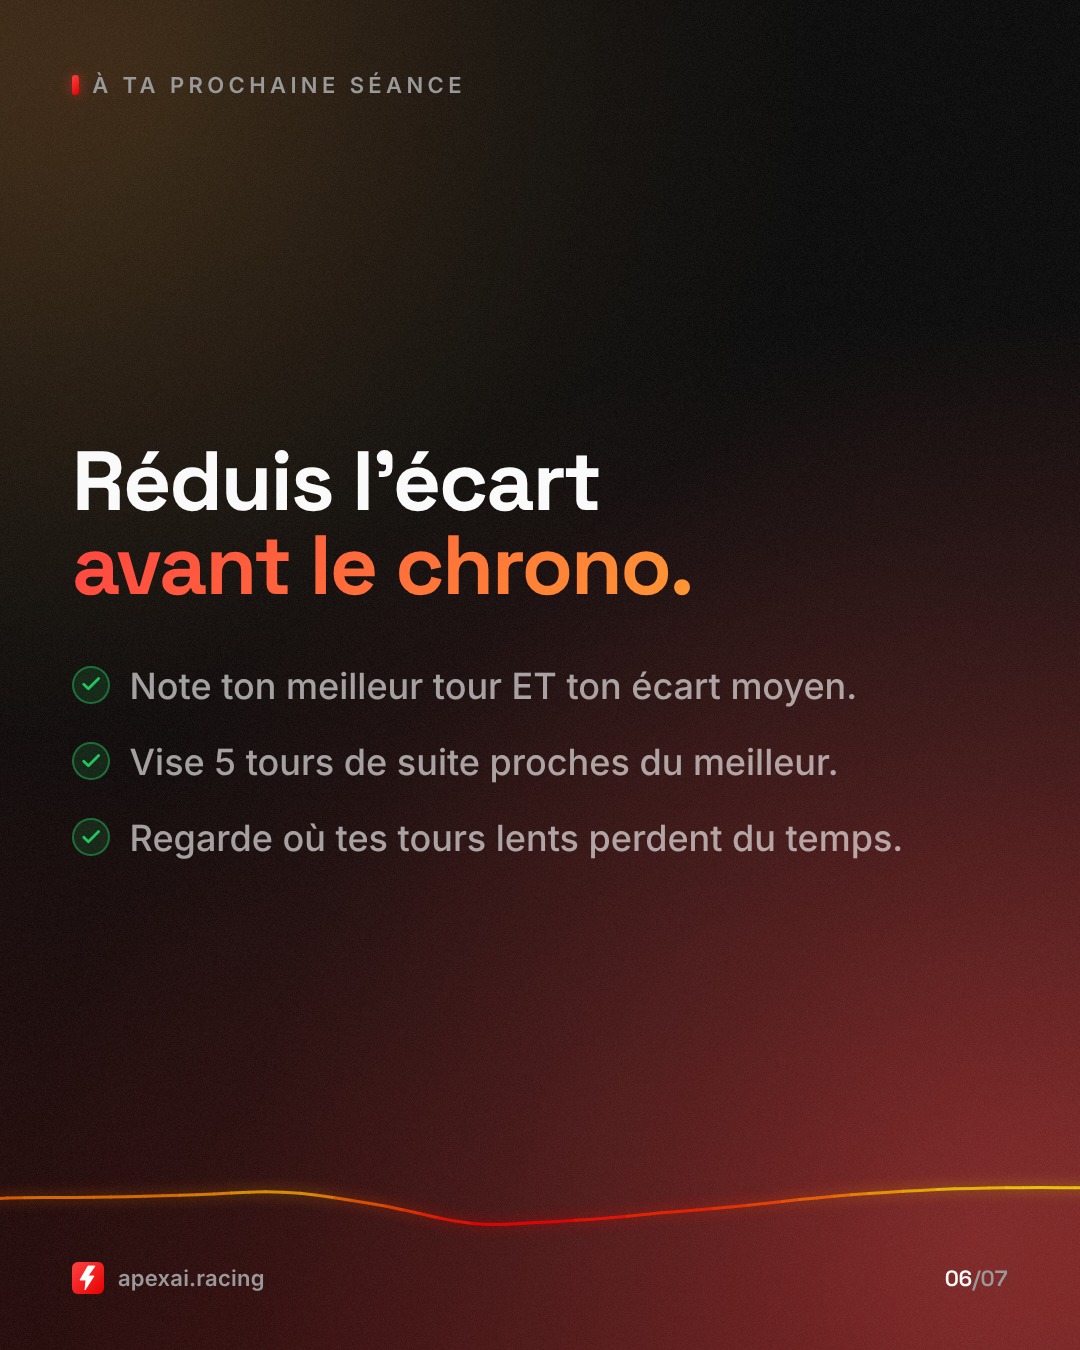 À TA PROCHAINE SÉANCE
Réduis l’écart
avant le chrono.
Note ton meilleur tour ET ton écart moyen.
Vise 5 tours de suite proches du meilleur.
Regarde où tes tours lents perdent du temps.
apexai.racing
06/07